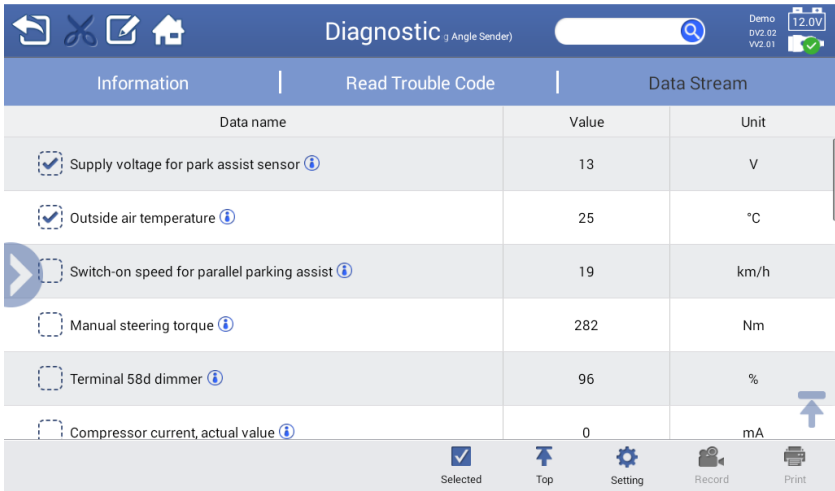 Diagnostic g Angle Sender)
Demo
DV2.02
VV2.01
12.0V
Information
Read Trouble Code
Data Stream
Data name Value Unit
Supply voltage for park assist sensor 13 V
Outside air temperature 25 °C
Switch-on speed for parallel parking assist 19 km/h
Manual steering torque 282 Nm
Terminal 58d dimmer 96 %
Compressor current, actual value 0 mA
Selected Top Setting Record Print